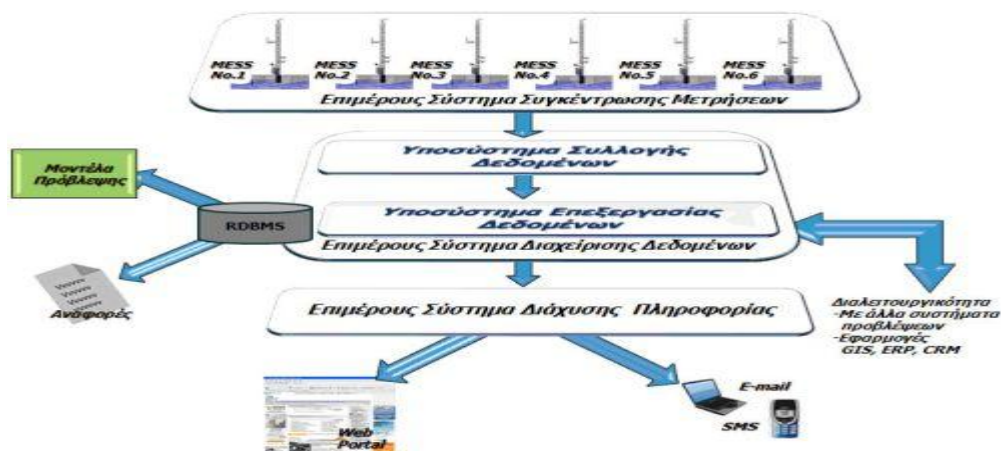 MESS
No.1
MESS
No.2
MESS
No.3
MESS
No.4
MESS
No.5
MESS
No.6
Επιμέρους Σύστημα Συγκέντρωσης Μετρήσεων
Υποσύστημα Συλλογής
Δεδομένων
Μοντέλα
Πρόβλεψης
Υποσύστημα Επεξεργασίας
Δεδομένων
RDBMS
Επιμέρους Σύστημα Διαχείρισης Δεδομένων
Αναφορές
Επιμέρους Σύστημα Διάχυσης Πληροφορίας
Διαλειτουργικότητα
-Με άλλα συστήματα
προβλέψεων
-Εφαρμογές
GIS, ERP, CRM
Web
Portal
E-mail
SMS